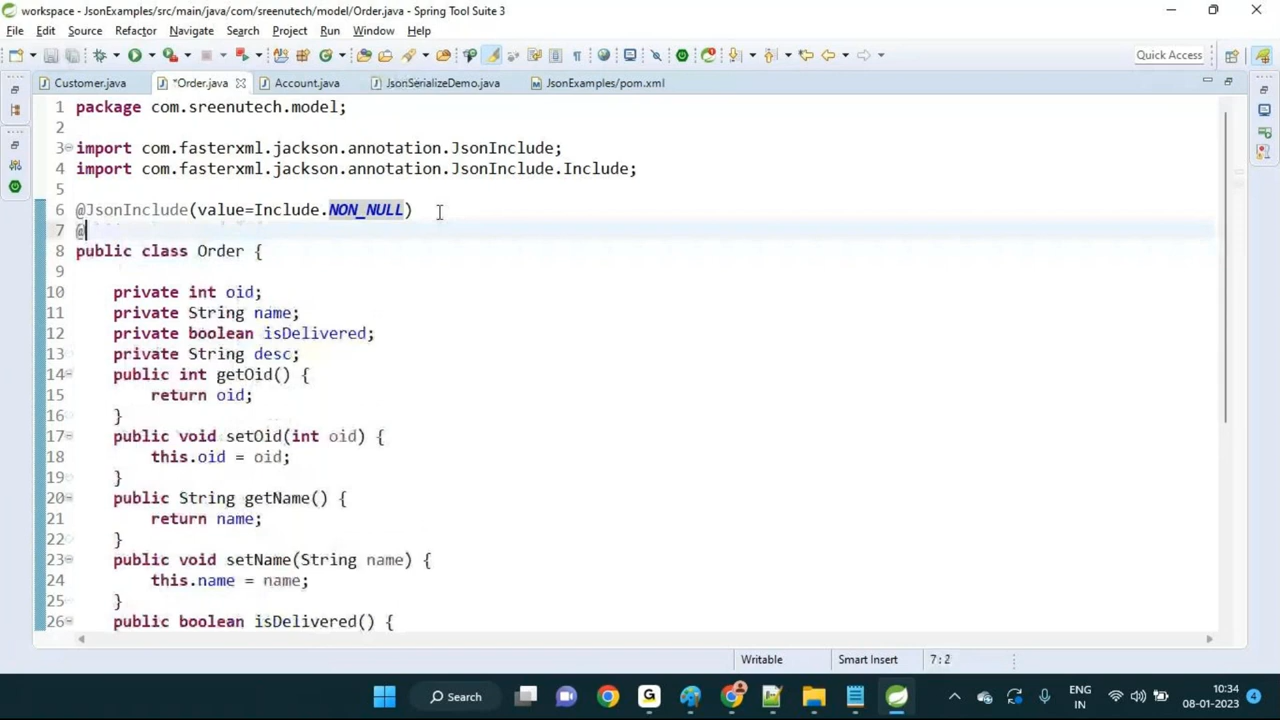 workspace - JsonExamples/src/main/java/com/sreenutech/model/Order.java - Spring Tool Suite 3
File Edit Source Refactor Navigate Search Project Run Window Help
Quick Access
Customer.java *Order.java Account.java JsonSerializeDemo.java JsonExamples/pom.xml
1 package com.sreenutech.model;
2
3 import com.fasterxml.jackson.annotation.JsonInclude;
4 import com.fasterxml.jackson.annotation.JsonInclude.Include;
5
6 @JsonInclude(value=Include.NON_NULL)
7 @
8 public class Order {
9
10 private int oid;
11 private String name;
12 private boolean isDelivered;
13 private String desc;
14 public int getOid() {
15 return oid;
16 }
17 public void setOid(int oid) {
18 this.oid = oid;
19 }
20 public String getName() {
21 return name;
22 }
23 public void setName(String name) {
24 this.name = name;
25 }
26 public boolean isDelivered() {
Writable Smart Insert 7 : 2
Search
ENG
IN
10:34
08-01-2023
4